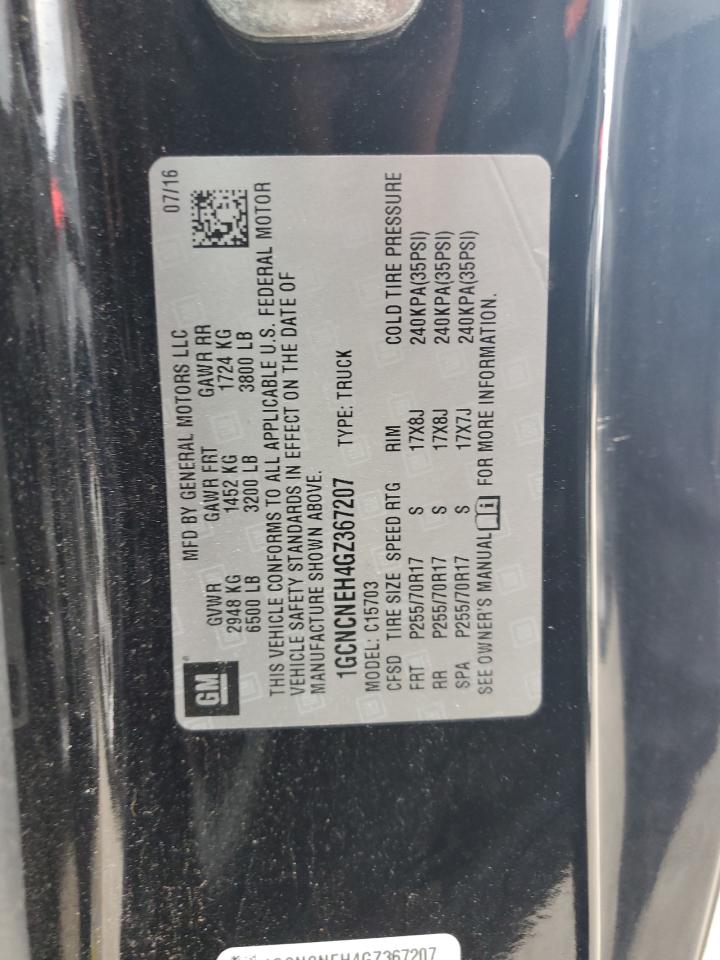 07/16
GM
®
MFD BY GENERAL MOTORS LLC
GVWR GAWR FRT GAWR RR
2948 KG 1452 KG 1724 KG
6500 LB 3200 LB 3800 LB
THIS VEHICLE CONFORMS TO ALL APPLICABLE U.S. FEDERAL MOTOR
VEHICLE SAFETY STANDARDS IN EFFECT ON THE DATE OF
MANUFACTURE SHOWN ABOVE.
1GCNCNEH4GZ367207 TYPE: TRUCK
MODEL: C15703
CFSD TIRE SIZE SPEED RTG RIM COLD TIRE PRESSURE
FRT P255/70R17 S 17X8J 240KPA(35PSI)
RR P255/70R17 S 17X8J 240KPA(35PSI)
SPA P255/70R17 S 17X7J 240KPA(35PSI)
SEE OWNER'S MANUAL i FOR MORE INFORMATION.
1GCNCNEH4GZ367207